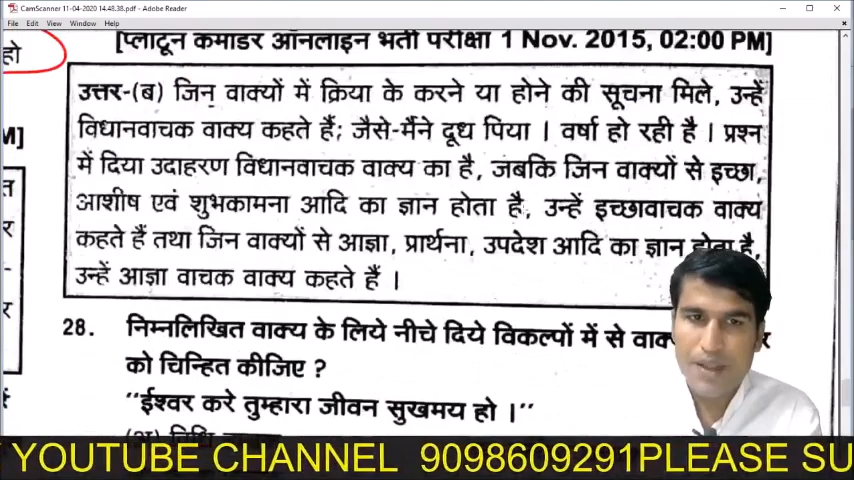 CamScanner 11-04-2020 14.48.38.pdf - Adobe Reader
File Edit View Window Help
हो
[प्लाटून कमाडर ऑनलाइन भर्ती परीक्षा 1 Nov. 2015, 02:00 PM]
उत्तर-(ब) जिन वाक्यों में क्रिया के करने या होने की सूचना मिले, उन्हें
विधानवाचक वाक्य कहते हैं; जैसे-मैंने दूध पिया । वर्षा हो रही है । प्रश्न
M]
में दिया उदाहरण विधानवाचक वाक्य का है, जबकि जिन वाक्यों से इच्छा,
त
आशीष एवं शुभकामना आदि का ज्ञान होता है, उन्हें इच्छावाचक वाक्य
र
कहते हैं तथा जिन वाक्यों से आज्ञा, प्रार्थना, उपदेश आदि का ज्ञान होता है,
-
उन्हें आज्ञा वाचक वाक्य कहते हैं ।
र
28. निम्नलिखित वाक्य के लिये नीचे दिये विकल्पों में से
को चिन्हित कीजिए ?
"ईश्वर करे तुम्हारा जीवन सुखमय हो ।"
(अ)
YOUTUBE CHANNEL 9098609291PLEASE SU